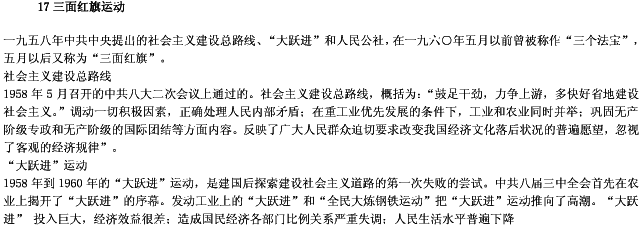 17 三面红旗运动
一九五八年中共中央提出的社会主义建设总路线、“大跃进”和人民公社，在一九六〇年五月以前曾被称作“三个法宝”，
五月以后又称为“三面红旗”。
社会主义建设总路线
1958 年 5 月召开的中共八大二次会议上通过的。社会主义建设总路线，概括为：“鼓足干劲，力争上游，多快好省地建设
社会主义。”调动一切积极因素，正确处理人民内部矛盾；在重工业优先发展的条件下，工业和农业同时并举；巩固无产
阶级专政和无产阶级的国际团结等方面内容。反映了广大人民群众迫切要求改变我国经济文化落后状况的普遍愿望，忽视
了客观的经济规律”。
“大跃进”运动
1958 年到 1960 年的“大跃进”运动，是建国后探索建设社会主义道路的第一次失败的尝试。中共八届三中全会首先在农
业上揭开了“大跃进”的序幕。发动工业上的“大跃进”和“全民大炼钢铁运动”把“大跃进”运动推向了高潮。“大跃
进” 投入巨大，经济效益很差；造成国民经济各部门比例关系严重失调；人民生活水平普遍下降